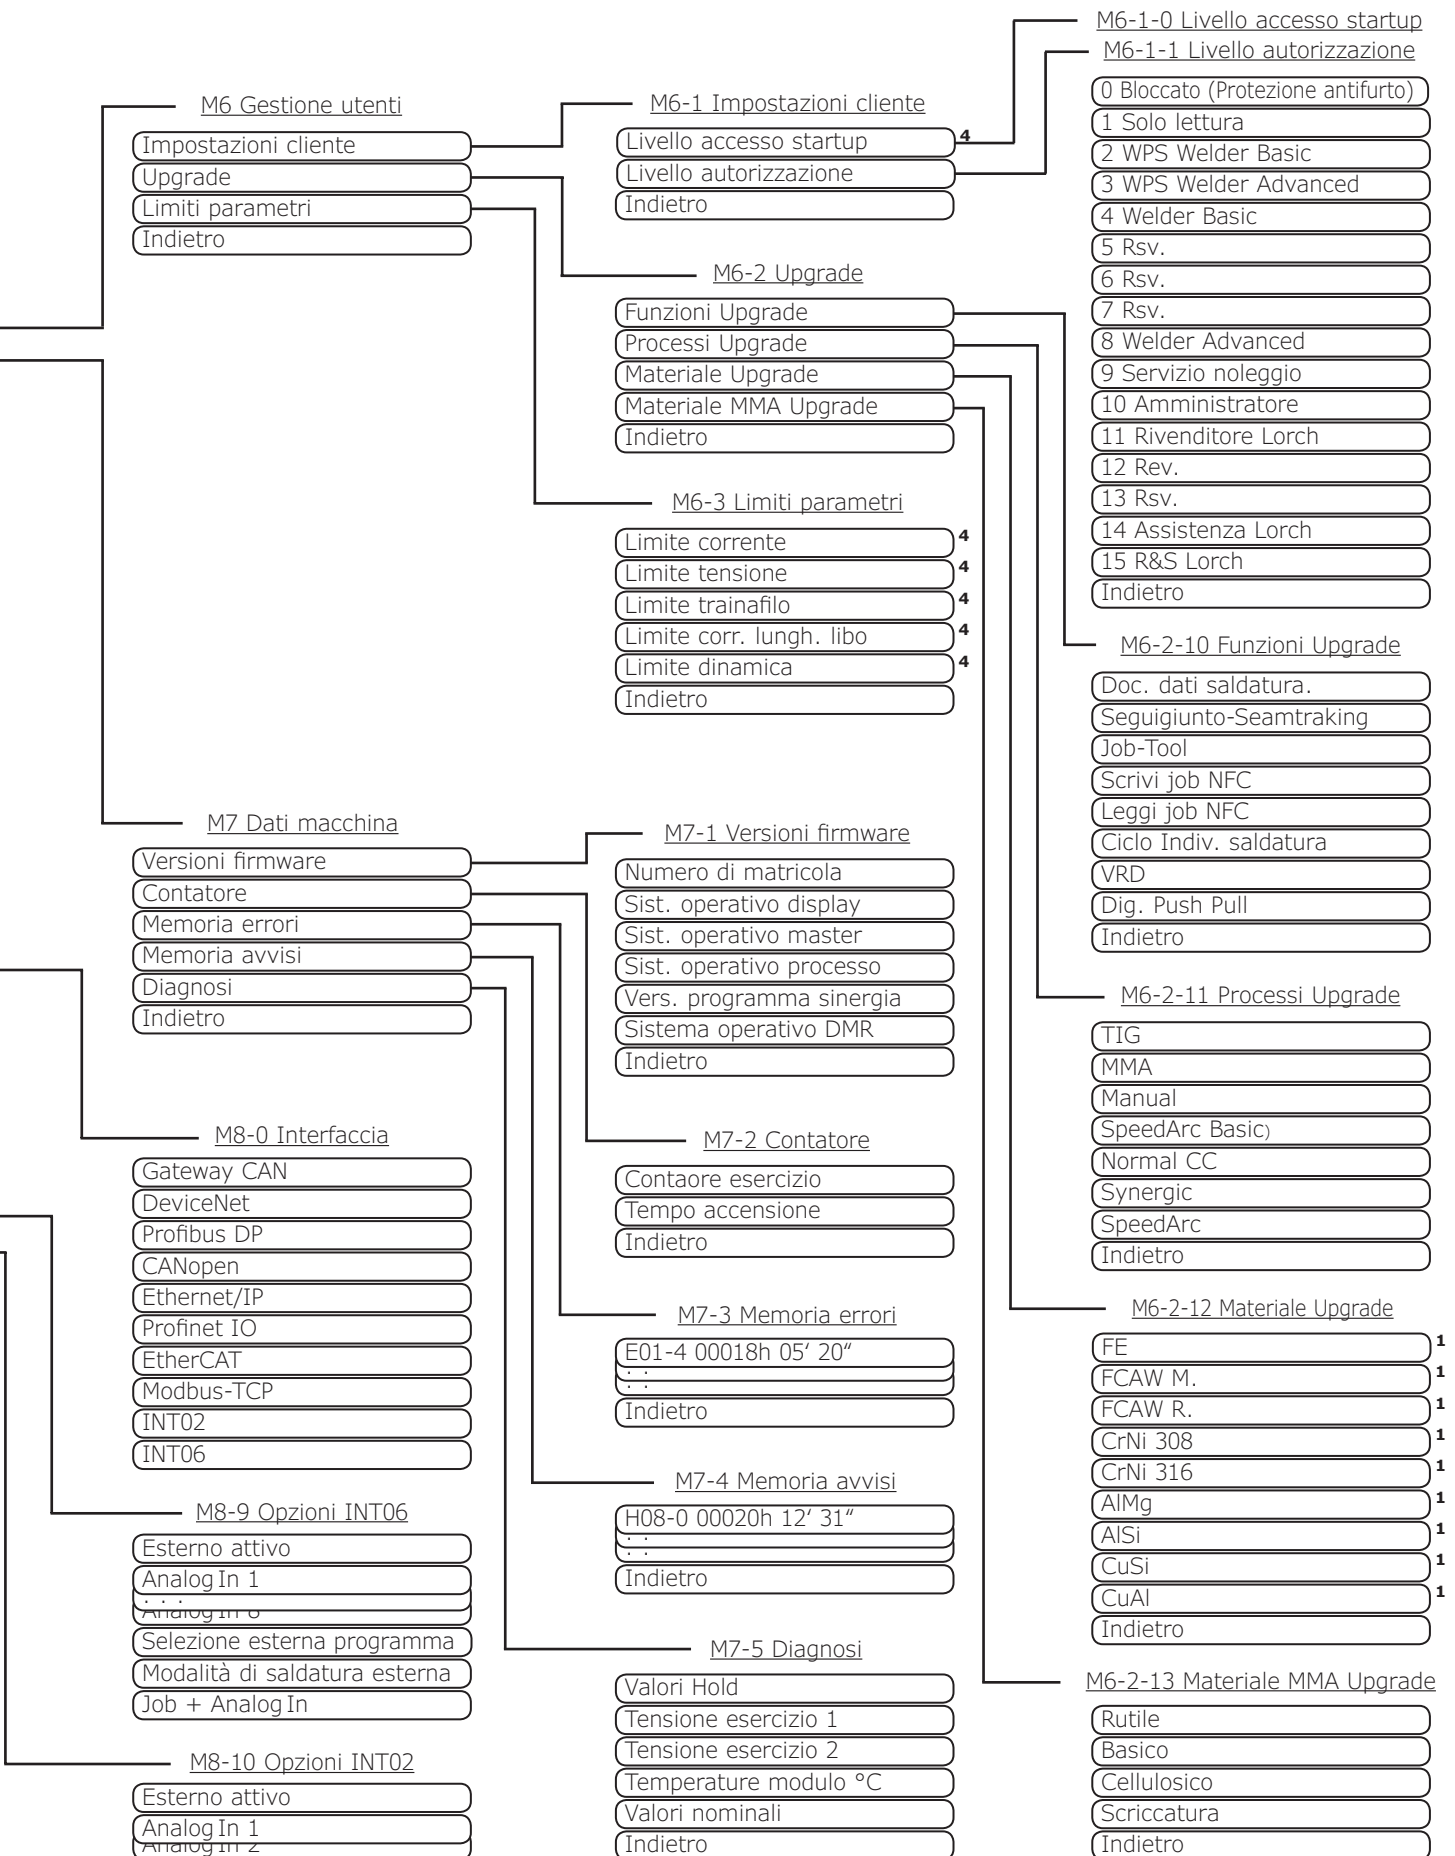 M6 Gestione utenti
Impostazioni cliente
Upgrade
Limiti parametri
Indietro
M7 Dati macchina
Versioni firmware
Contatore
Memoria errori
Memoria avvisi
Diagnosi
Indietro
M8-0 Interfaccia
Gateway CAN
DeviceNet
Profibus DP
CANopen
Ethernet/IP
Profinet IO
EtherCAT
Modbus-TCP
INT02
INT06
M8-9 Opzioni INT06
Esterno attivo
Analog In 1
. . .
Analog In 8
Selezione esterna programma
Modalità di saldatura esterna
Job + Analog In
M8-10 Opzioni INT02
Esterno attivo
Analog In 1
Analog In 2
M6-1 Impostazioni cliente
Livello accesso startup 4
Livello autorizzazione
Indietro
M6-2 Upgrade
Funzioni Upgrade
Processi Upgrade
Materiale Upgrade
Materiale MMA Upgrade
Indietro
M6-3 Limiti parametri
Limite corrente 4
Limite tensione 4
Limite trainafilo 4
Limite corr. lungh. libo 4
Limite dinamica 4
Indietro
M7-1 Versioni firmware
Numero di matricola
Sist. operativo display
Sist. operativo master
Sist. operativo processo
Vers. programma sinergia
Sistema operativo DMR
Indietro
M7-2 Contatore
Contaore esercizio
Tempo accensione
Indietro
M7-3 Memoria errori
E01-4 00018h 05‘ 20“
. .
. .
Indietro
M7-4 Memoria avvisi
H08-0 00020h 12‘ 31“
. .
. .
Indietro
M7-5 Diagnosi
Valori Hold
Tensione esercizio 1
Tensione esercizio 2
Temperature modulo °C
Valori nominali
Indietro
M6-1-0 Livello accesso startup
M6-1-1 Livello autorizzazione
0 Bloccato (Protezione antifurto)
1 Solo lettura
2 WPS Welder Basic
3 WPS Welder Advanced
4 Welder Basic
5 Rsv.
6 Rsv.
7 Rsv.
8 Welder Advanced
9 Servizio noleggio
10 Amministratore
11 Rivenditore Lorch
12 Rev.
13 Rsv.
14 Assistenza Lorch
15 R&S Lorch
Indietro
M6-2-10 Funzioni Upgrade
Doc. dati saldatura.
Seguigiunto-Seamtraking
Job-Tool
Scrivi job NFC
Leggi job NFC
Ciclo Indiv. saldatura
VRD
Dig. Push Pull
Indietro
M6-2-11 Processi Upgrade
TIG
MMA
Manual
SpeedArc Basic)
Normal CC
Synergic
SpeedArc
Indietro
M6-2-12 Materiale Upgrade
FE 1
FCAW M. 1
FCAW R. 1
CrNi 308 1
CrNi 316 1
AlMg 1
AlSi 1
CuSi 1
CuAl 1
Indietro
M6-2-13 Materiale MMA Upgrade
Rutile
Basico
Cellulosico
Scriccatura
Indietro